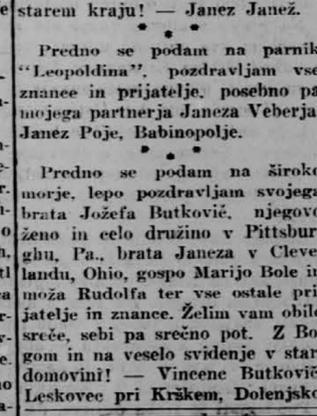 starem kraju! — Janez Janež.
* * *
Predno se podam na parnik
"Leopoldina", pozdravljam vse
znance in prijatelje, posebno pa
mojega partnerja Janeza Veberja
Janez Poje, Babinopolje.
* * *
Predno se podam na široko
morje, lepo pozdravljam svojega
brata Jožefa Butkovič, njegovo
ženo in celo družino v Pittsbur
ghu, Pa., brata Janeza v Cleve
landu, Ohio, gospo Marijo Bole in
moža Rudolfa ter vse ostale pri
jatelje in znance. Želim vam obilo
sreče, sebi pa srečno pot. Z Bo
gom in na veselo svidenje v stari
domovini! — Vincenc Butkovič
Leskovec pri Krškem, Dolenjsko